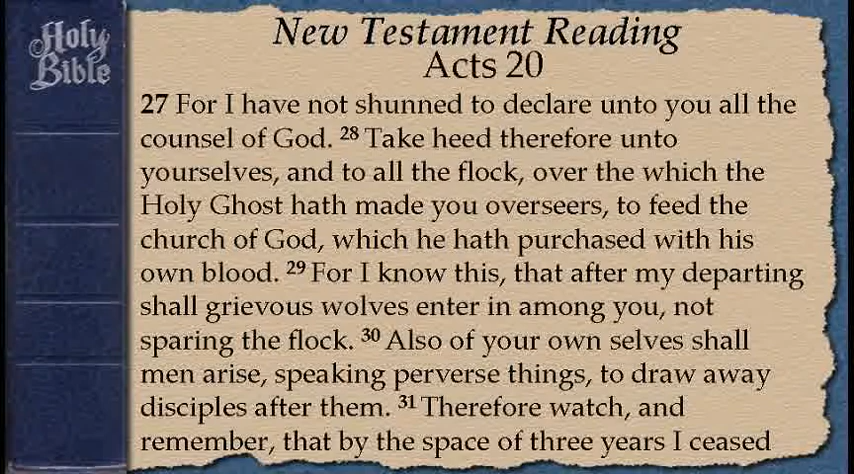 Holy
Bible
New Testament Reading
Acts 20
27 For I have not shunned to declare unto you all the
counsel of God. 28 Take heed therefore unto
yourselves, and to all the flock, over the which the
Holy Ghost hath made you overseers, to feed the
church of God, which he hath purchased with his
own blood. 29 For I know this, that after my departing
shall grievous wolves enter in among you, not
sparing the flock. 30 Also of your own selves shall
men arise, speaking perverse things, to draw away
disciples after them. 31 Therefore watch, and
remember, that by the space of three years I ceased